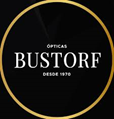 ÓPTICAS
BUSTORF
DESDE 1970